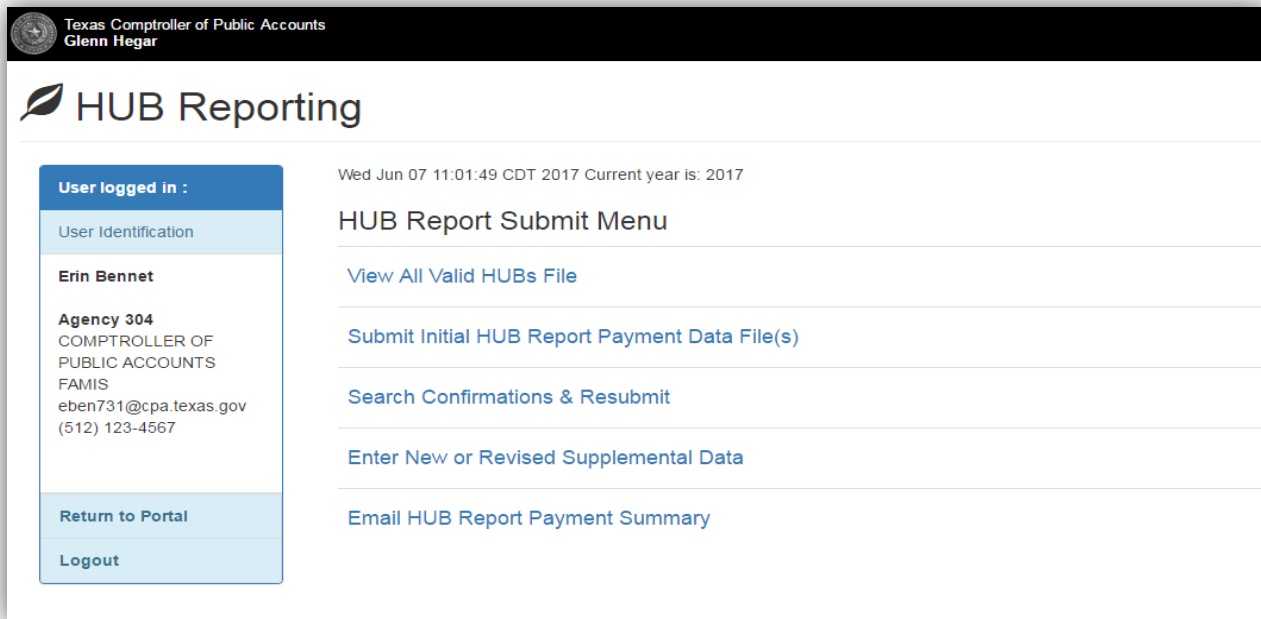 Texas Comptroller of Public Accounts
Glenn Hegar
HUB Reporting
User logged in :
User Identification
Erin Bennet
Agency 304
COMPTROLLER OF
PUBLIC ACCOUNTS
FAMIS
eben731@cpa.texas.gov
(512) 123-4567
Return to Portal
Logout
Wed Jun 07 11:01:49 CDT 2017 Current year is: 2017
HUB Report Submit Menu
View All Valid HUBs File
Submit Initial HUB Report Payment Data File(s)
Search Confirmations & Resubmit
Enter New or Revised Supplemental Data
Email HUB Report Payment Summary